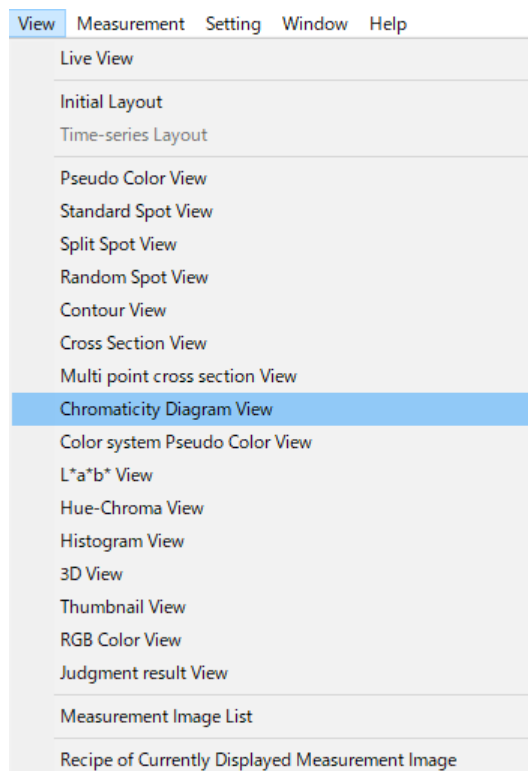 View Measurement Setting Window Help
Live View
Initial Layout
Time-series Layout
Pseudo Color View
Standard Spot View
Split Spot View
Random Spot View
Contour View
Cross Section View
Multi point cross section View
Chromaticity Diagram View
Color system Pseudo Color View
L*a*b* View
Hue-Chroma View
Histogram View
3D View
Thumbnail View
RGB Color View
Judgment result View
Measurement Image List
Recipe of Currently Displayed Measurement Image